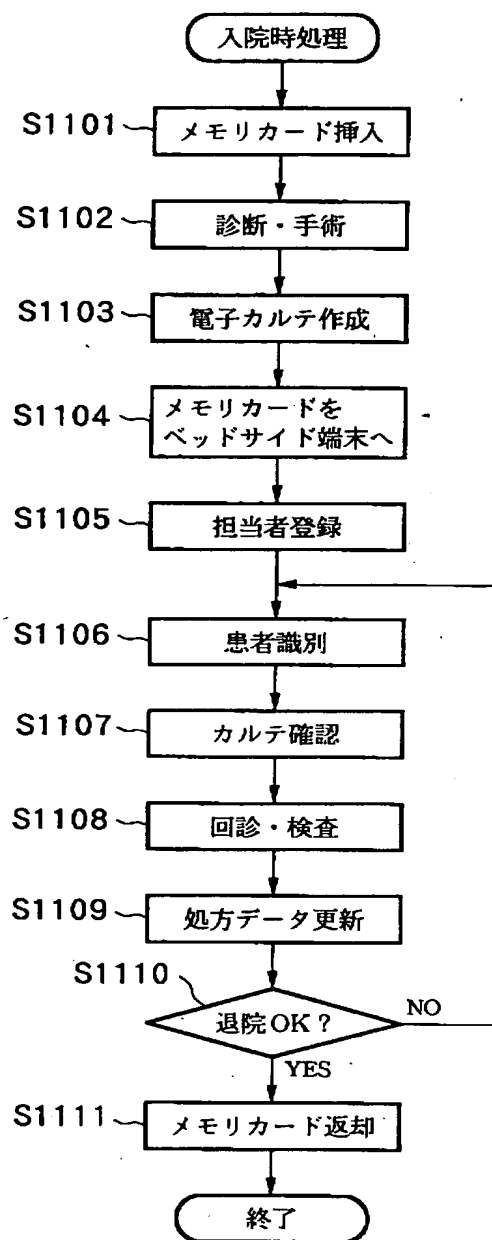 入院時処理
S1101
メモリカード挿入
S1102
診断・手術
S1103
電子カルテ作成
S1104
メモリカードを
ベッドサイド端末へ
S1105
担当者登録
S1106
患者識別
S1107
カルテ確認
S1108
回診・検査
S1109
処方データ更新
S1110
退院OK？
NO
YES
S1111
メモリカード返却
終了